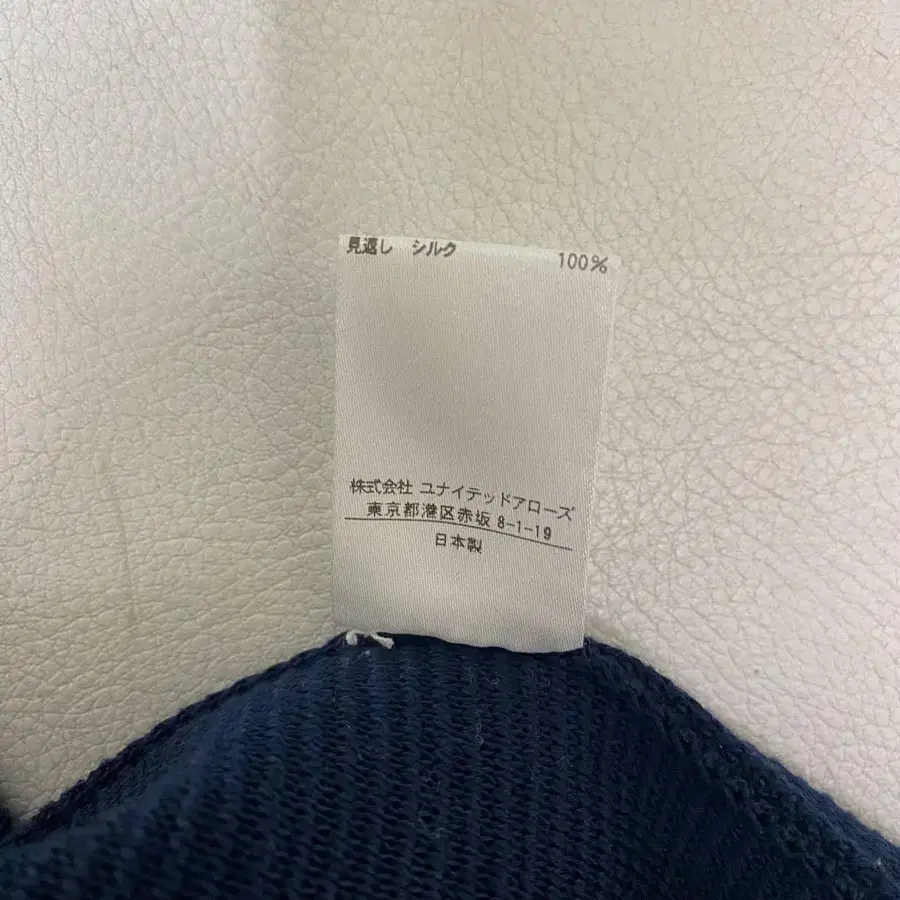 見返し シルク 100%
株式会社 ユナイテッドアローズ
東京都港区赤坂 8-1-19
日本製